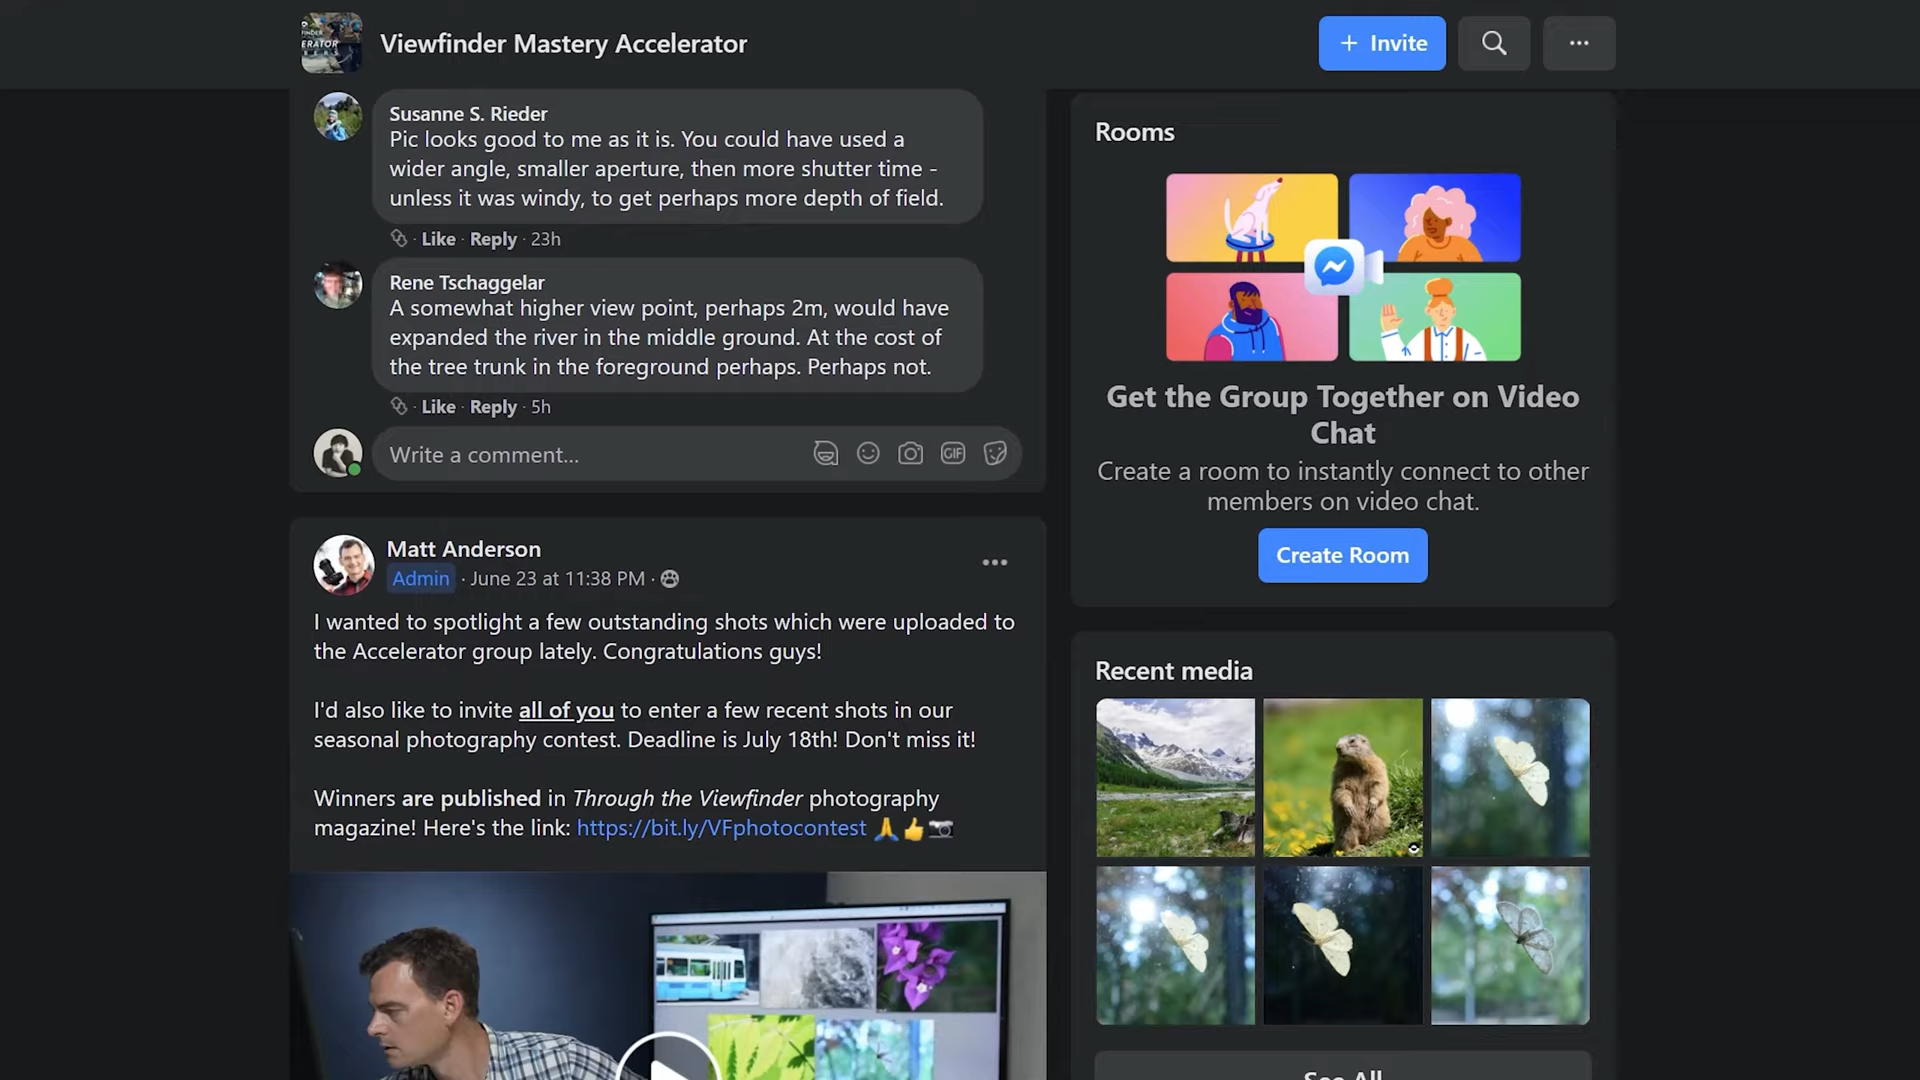 Viewfinder Mastery Accelerator
+ Invite
Susanne S. Rieder
Pic looks good to me as it is. You could have used a
wider angle, smaller aperture, then more shutter time -
unless it was windy, to get perhaps more depth of field.
· Like · Reply · 23h
Rene Tschaggelar
A somewhat higher view point, perhaps 2m, would have
expanded the river in the middle ground. At the cost of
the tree trunk in the foreground perhaps. Perhaps not.
· Like · Reply · 5h
Write a comment...
GIF
Matt Anderson
Admin · June 23 at 11:38 PM ·
I wanted to spotlight a few outstanding shots which were uploaded to
the Accelerator group lately. Congratulations guys!
I'd also like to invite all of you to enter a few recent shots in our
seasonal photography contest. Deadline is July 18th! Don't miss it!
Winners are published in Through the Viewfinder photography
magazine! Here's the link: https://bit.ly/VFphotocontest 🙏👍📷
Rooms
Get the Group Together on Video
Chat
Create a room to instantly connect to other
members on video chat.
Create Room
Recent media
See All